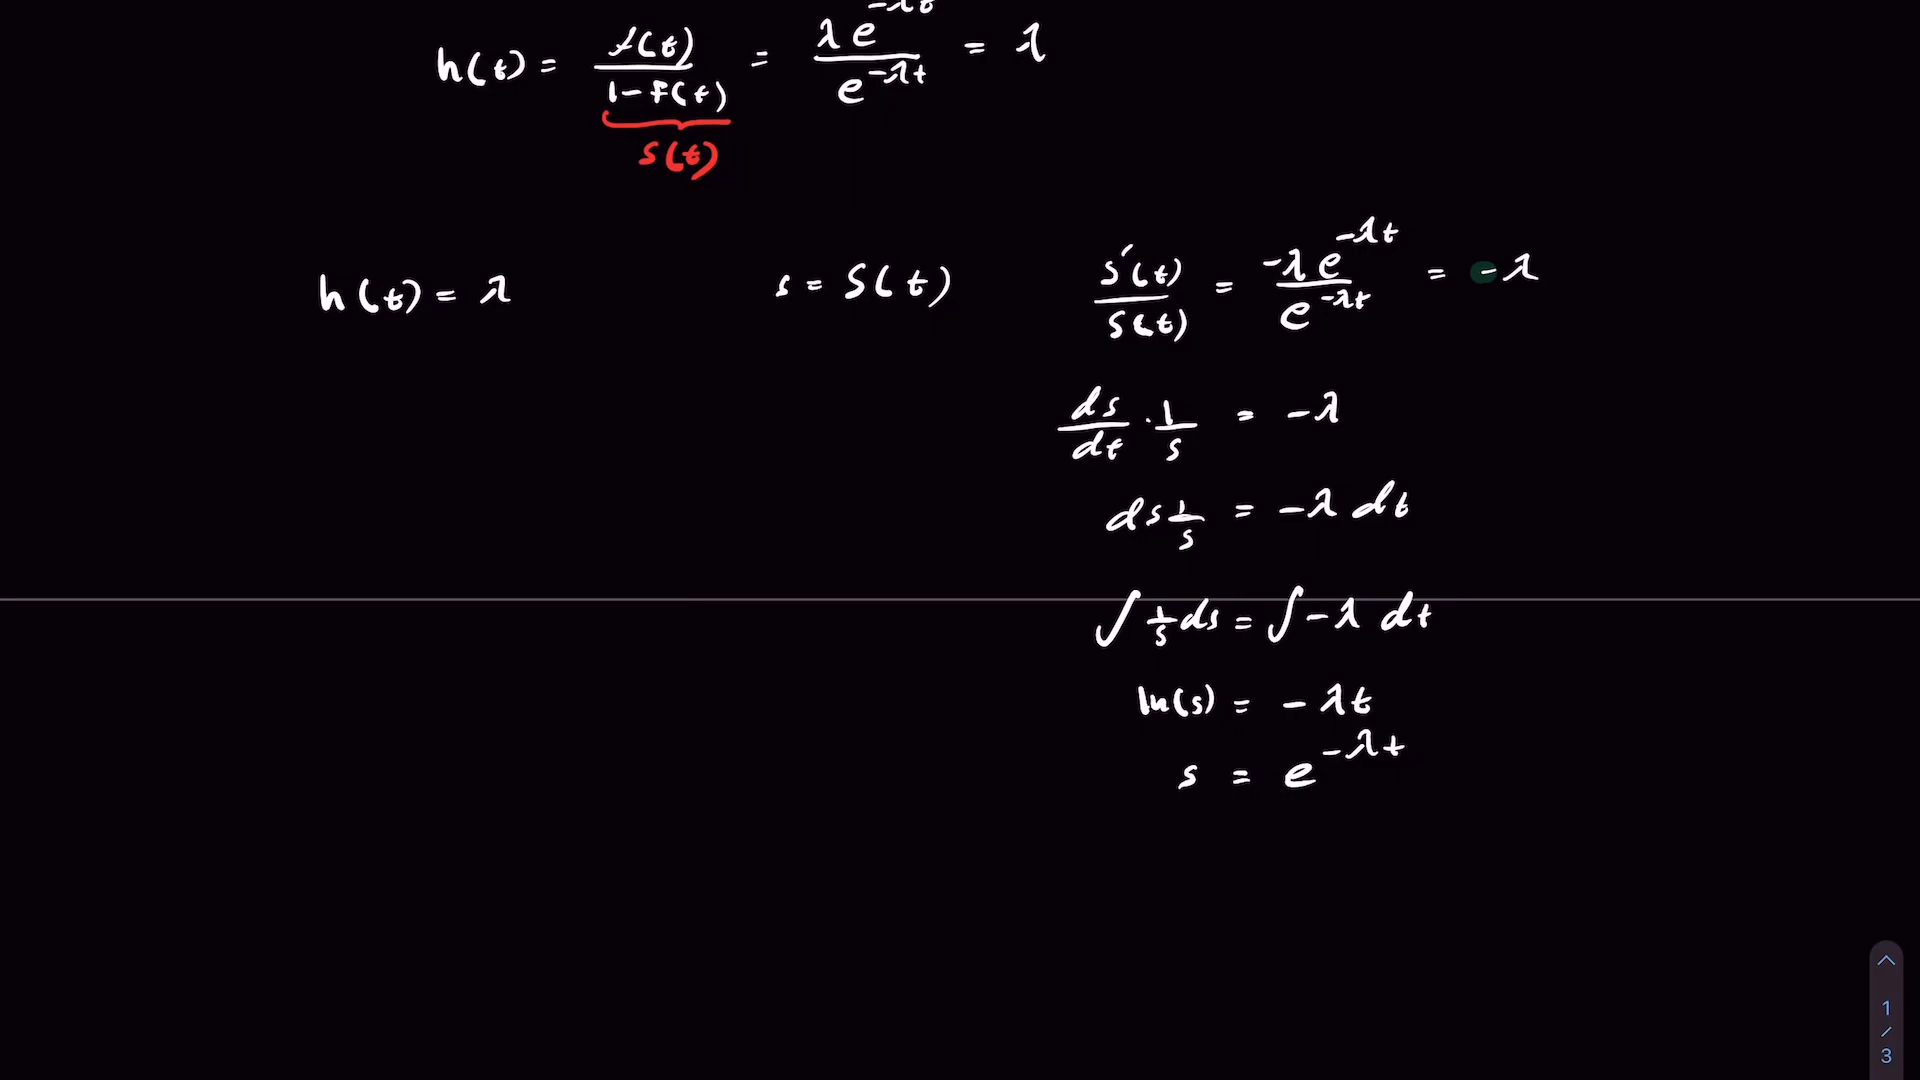 h(t) = f(t) / (1 - F(t)) = λe^{-λt} / e^{-λt} = λ
S(t)
h(t) = λ
s = S(t)
S'(t) / S(t) = -λe^{-λt} / e^{-λt} = -λ
ds/dt · 1/s = -λ
ds 1/s = -λ dt
∫ 1/s ds = ∫ -λ dt
ln(s) = -λt
s = e^{-λt}
1
/
3